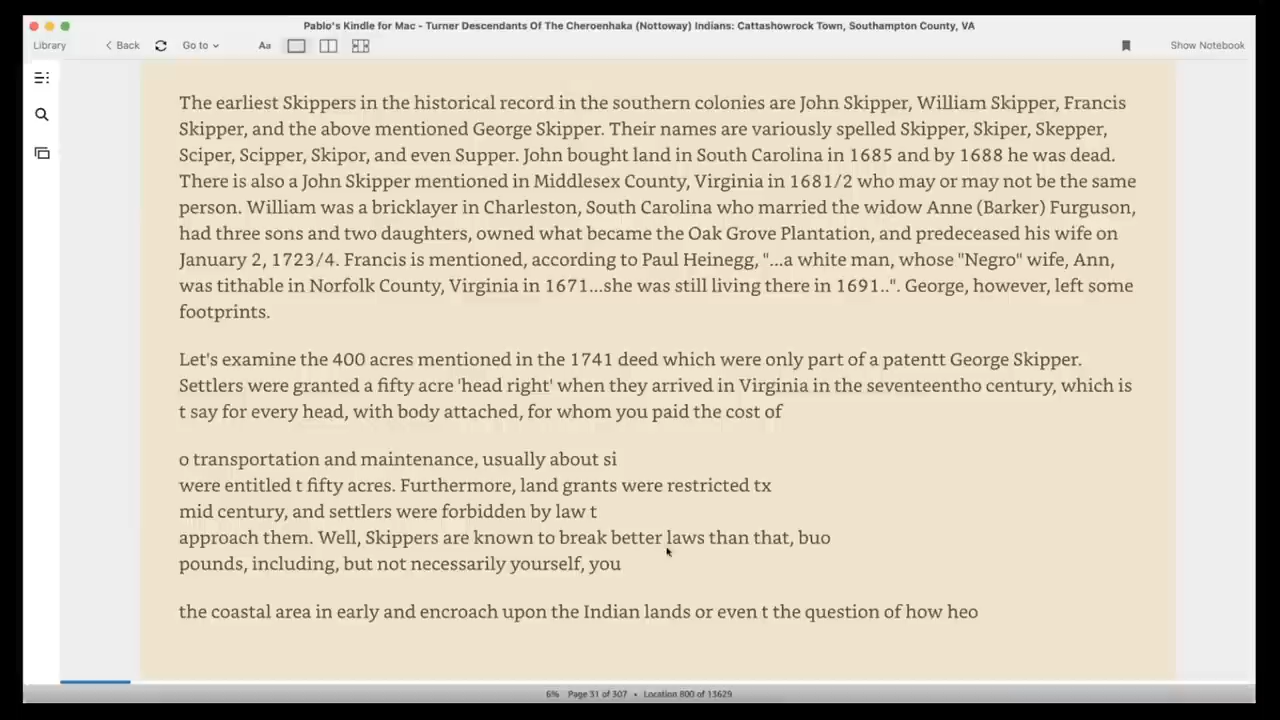 Pablo's Kindle for Mac - Turner Descendants Of The Cheroenhaka (Nottoway) Indians: Cattashowrock Town, Southampton County, VA
Library
Back
Go to
Aa
Show Notebook
The earliest Skippers in the historical record in the southern colonies are John Skipper, William Skipper, Francis
Skipper, and the above mentioned George Skipper. Their names are variously spelled Skipper, Skiper, Skepper,
Sciper, Scipper, Skipor, and even Supper. John bought land in South Carolina in 1685 and by 1688 he was dead.
There is also a John Skipper mentioned in Middlesex County, Virginia in 1681/2 who may or may not be the same
person. William was a bricklayer in Charleston, South Carolina who married the widow Anne (Barker) Furguson,
had three sons and two daughters, owned what became the Oak Grove Plantation, and predeceased his wife on
January 2, 1723/4. Francis is mentioned, according to Paul Heinegg, "...a white man, whose "Negro" wife, Ann,
was tithable in Norfolk County, Virginia in 1671...she was still living there in 1691..". George, however, left some
footprints.
Let's examine the 400 acres mentioned in the 1741 deed which were only part of a patentt George Skipper.
Settlers were granted a fifty acre 'head right' when they arrived in Virginia in the seventeentho century, which is
t say for every head, with body attached, for whom you paid the cost of
o transportation and maintenance, usually about si
were entitled t fifty acres. Furthermore, land grants were restricted tx
mid century, and settlers were forbidden by law t
approach them. Well, Skippers are known to break better laws than that, buo
pounds, including, but not necessarily yourself, you
the coastal area in early and encroach upon the Indian lands or even t the question of how heo
6% Page 31 of 307 • Location 800 of 13629